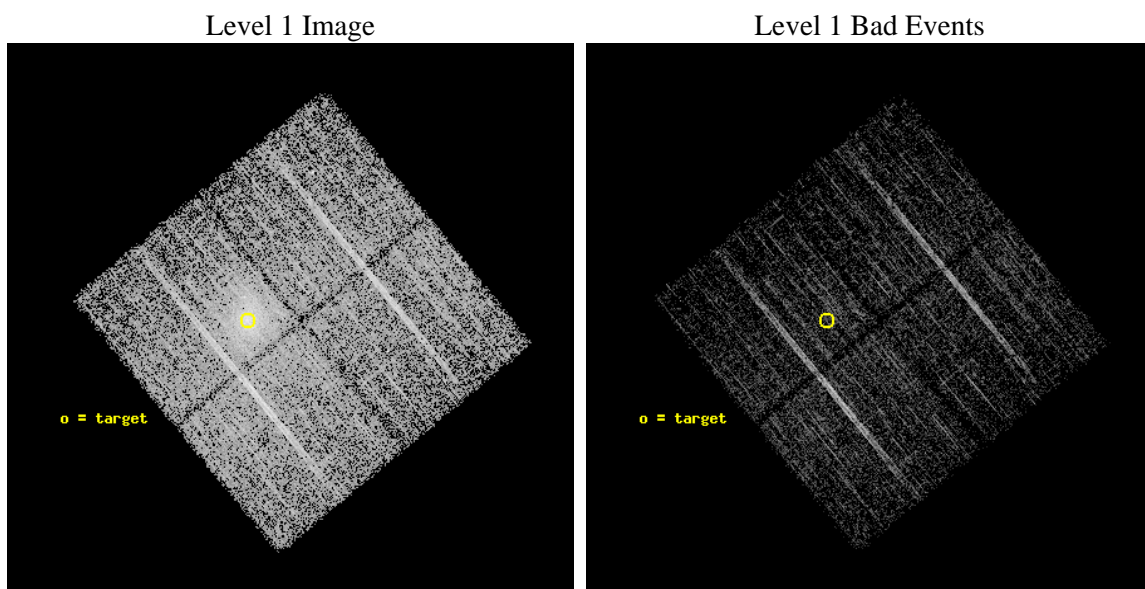 Level 1 Image
Level 1 Bad Events
o = target
o = target